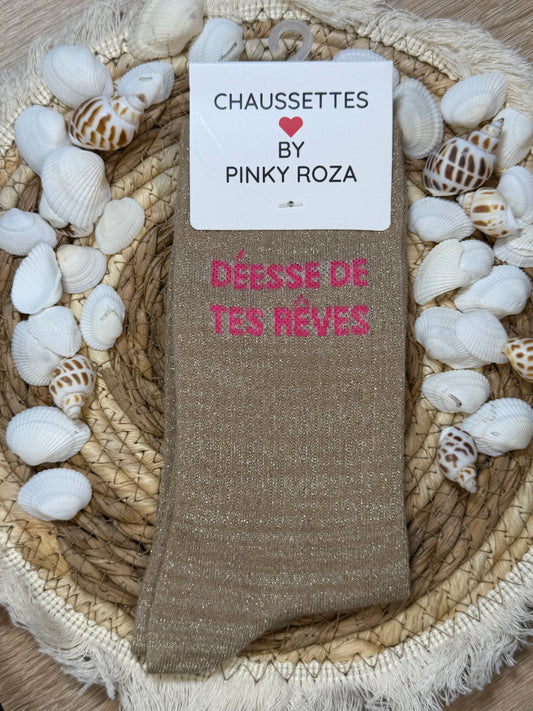 CHAUSSETTES
BY
PINKY ROZA
DÉESSE DE
TES RÊVES